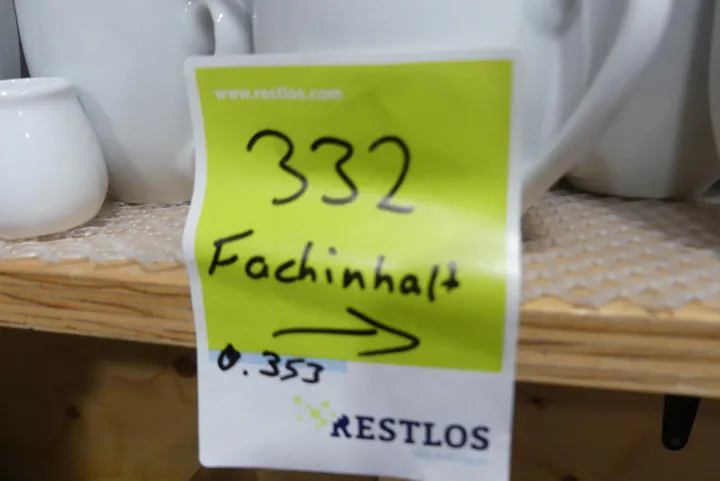 www.restlos.com
332
Fachinhalt
→
0.353
RESTLOS